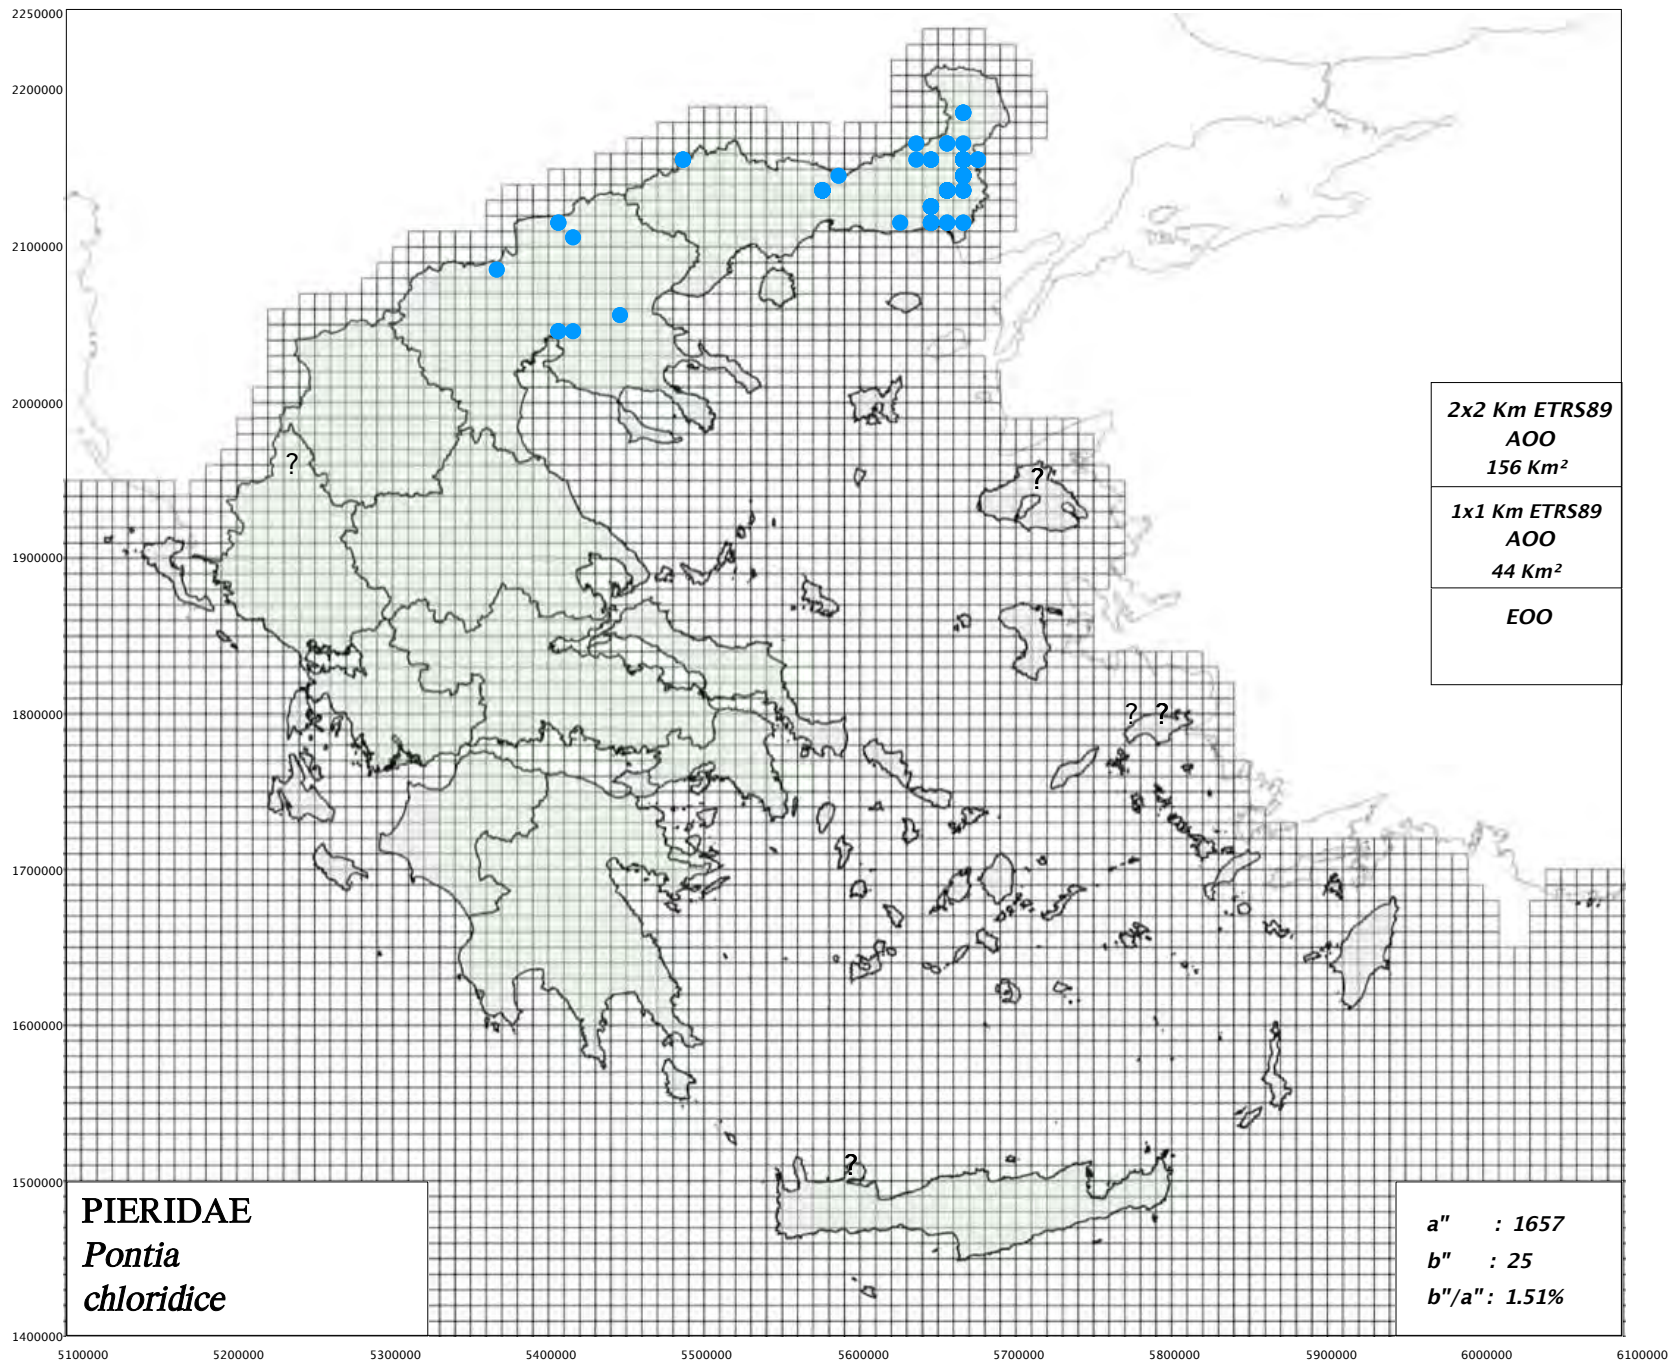 2250000
2200000
2100000
2000000
1900000
1800000
1700000
1600000
1500000
1400000
5100000 5200000 5300000 5400000 5500000 5600000 5700000 5800000 5900000 6000000 6100000
?
?
? ?
?
2x2 Km ETRS89
AOO
156 Km²
1x1 Km ETRS89
AOO
44 Km²
EOO
PIERIDAE
Pontia
chloridice
a" : 1657
b" : 25
b"/a" : 1.51%